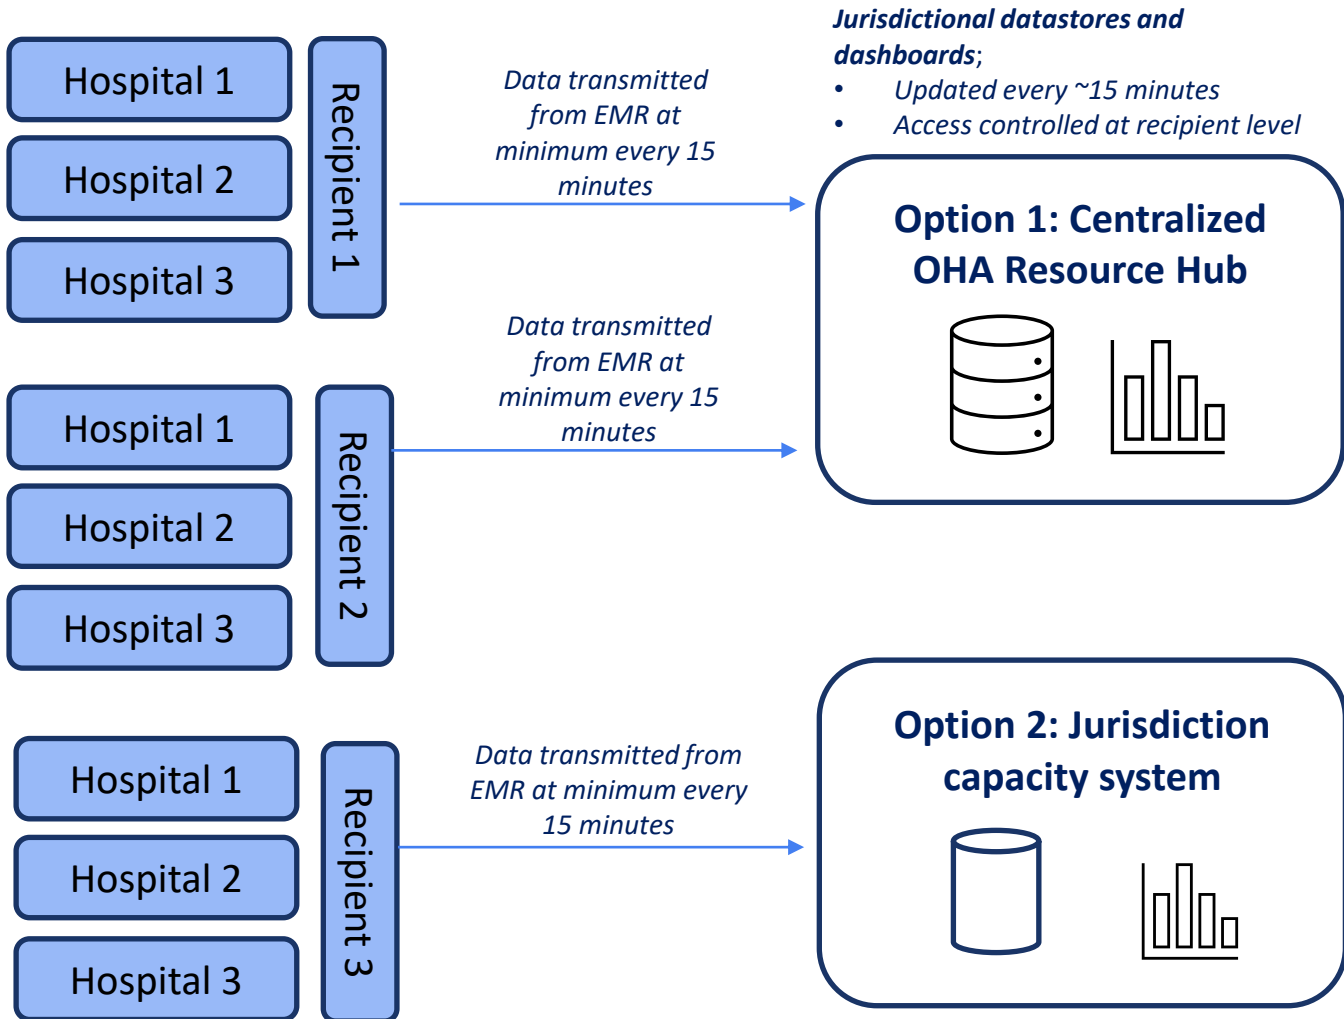 Jurisdictional datastores and
dashboards;
• Updated every ~15 minutes
• Access controlled at recipient level
Hospital 1
Hospital 2
Hospital 3
Recipient 1
Data transmitted
from EMR at
minimum every 15
minutes
Option 1: Centralized
OHA Resource Hub
Hospital 1
Hospital 2
Hospital 3
Recipient 2
Data transmitted
from EMR at
minimum every 15
minutes
Hospital 1
Hospital 2
Hospital 3
Recipient 3
Data transmitted from
EMR at minimum every
15 minutes
Option 2: Jurisdiction
capacity system